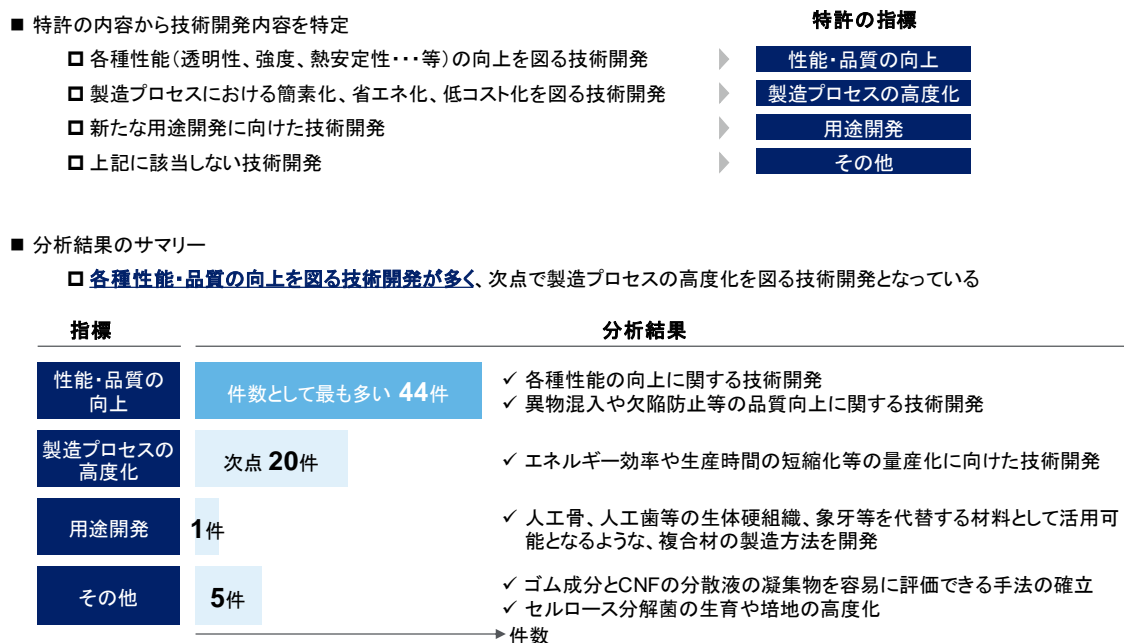 ■ 特許の内容から技術開発内容を特定
特許の指標
各種性能（透明性、強度、熱安定性・・・等）の向上を図る技術開発
性能・品質の向上
製造プロセスにおける簡素化、省エネ化、低コスト化を図る技術開発
製造プロセスの高度化
新たな用途開発に向けた技術開発
用途開発
上記に該当しない技術開発
その他
■ 分析結果のサマリー
各種性能・品質の向上を図る技術開発が多く、次点で製造プロセスの高度化を図る技術開発となっている
指標
分析結果
性能・品質の
向上
件数として最も多い 44件
✓ 各種性能の向上に関する技術開発
✓ 異物混入や欠陥防止等の品質向上に関する技術開発
製造プロセスの
高度化
次点 20件
✓ エネルギー効率や生産時間の短縮化等の量産化に向けた技術開発
用途開発
1件
✓ 人工骨、人工歯等の生体硬組織、象牙等を代替する材料として活用可
能となるような、複合材の製造方法を開発
その他
5件
✓ ゴム成分とCNFの分散液の凝集物を容易に評価できる手法の確立
✓ セルロース分解菌の生育や培地の高度化
件数